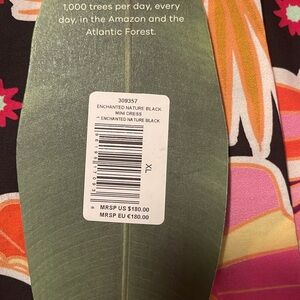 1,000 trees per day, every
day, in the Amazon and the
Atlantic Forest.
309357
ENCHANTED NATURE BLACK
MINI DRESS
* ENCHANTED NATURE BLACK
XL
MRSP US $180.00
MRSP EU €180.00